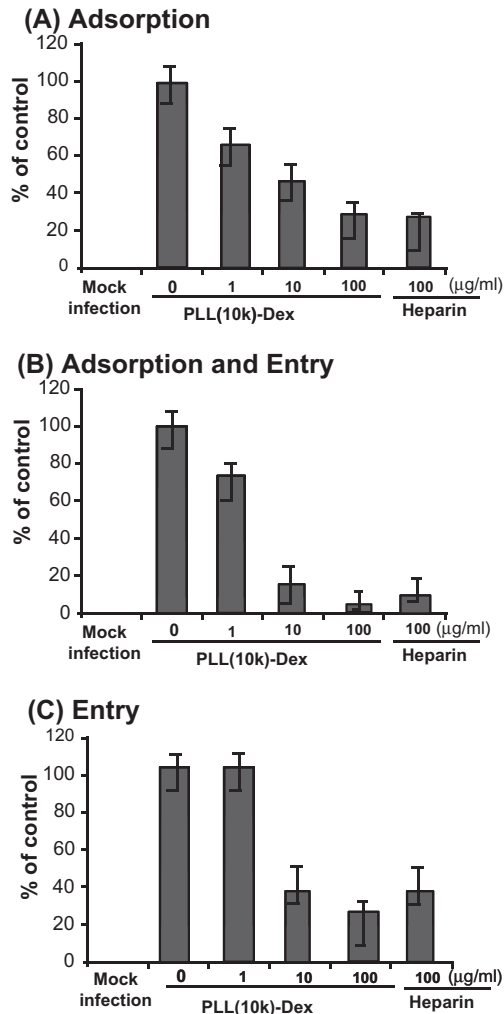 (A) Adsorption
120
100
80
60
40
20
0
% of control
Mock infection
0 1 10 100 100 (µg/ml)
PLL(10k)-Dex Heparin
(B) Adsorption and Entry
120
100
80
60
40
20
0
% of control
Mock infection
0 1 10 100 100 (µg/ml)
PLL(10k)-Dex Heparin
(C) Entry
120
100
80
60
40
20
0
% of control
Mock infection
0 1 10 100 100 (µg/ml)
PLL(10k)-Dex Heparin